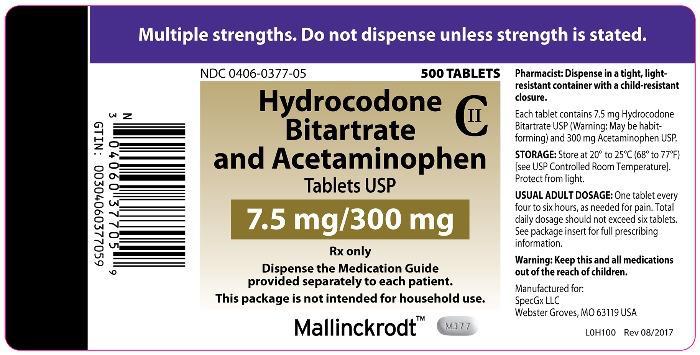 Multiple strengths. Do not dispense unless strength is stated.
NDC 0406-0377-05 500 TABLETS
Hydrocodone
Bitartrate
and Acetaminophen
CII
Tablets USP
7.5 mg/300 mg
Rx only
Dispense the Medication Guide
provided separately to each patient.
This package is not intended for household use.
Mallinckrodt™ M377
N
3 04060 37705 9
GTIN: 00304060377059
Pharmacist: Dispense in a tight, light-
resistant container with a child-resistant
closure.
Each tablet contains 7.5 mg Hydrocodone
Bitartrate USP (Warning: May be habit-
forming) and 300 mg Acetaminophen USP.
STORAGE: Store at 20° to 25°C (68° to 77°F)
[see USP Controlled Room Temperature].
Protect from light.
USUAL ADULT DOSAGE: One tablet every
four to six hours, as needed for pain. Total
daily dosage should not exceed six tablets.
See package insert for full prescribing
information.
Warning: Keep this and all medications
out of the reach of children.
Manufactured for:
SpecGx LLC
Webster Groves, MO 63119 USA
L0H100 Rev 08/2017